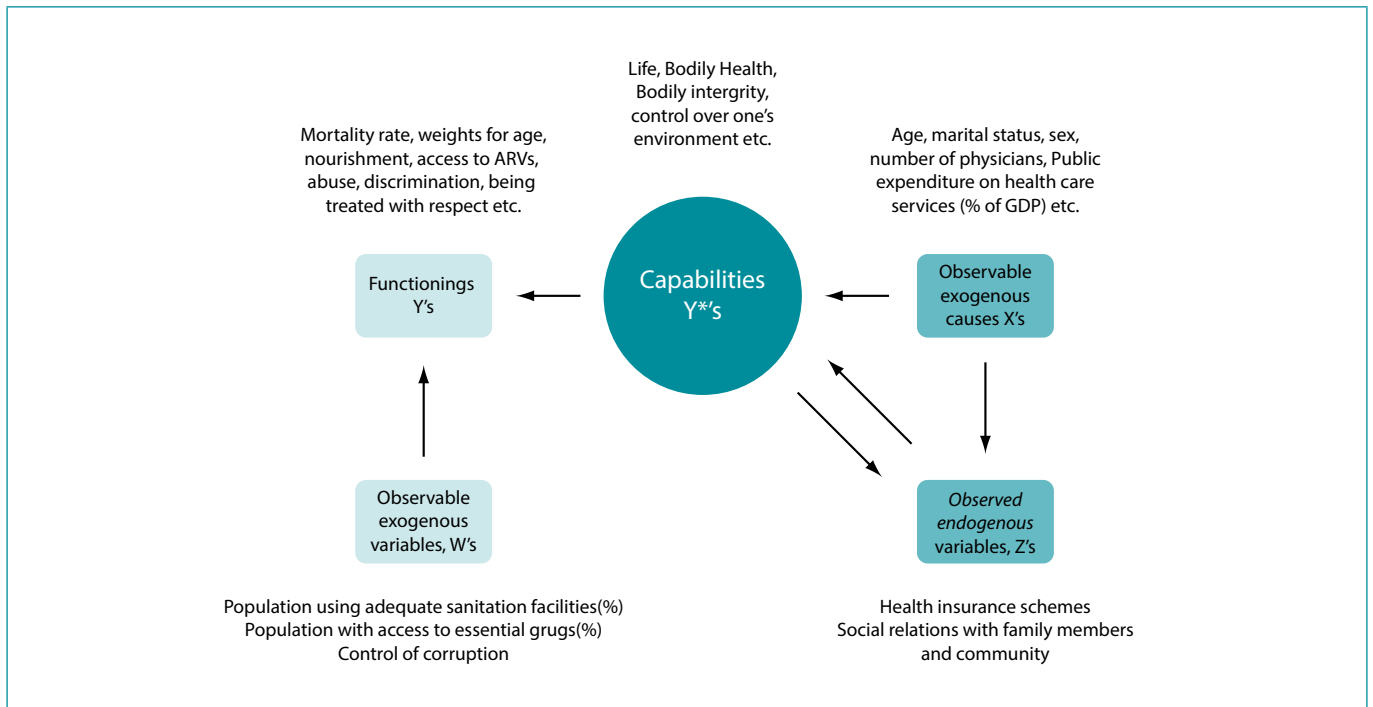 Life, Bodily Health,
Bodily intergrity,
control over one's
environment etc.
Mortality rate, weights for age,
nourishment, access to ARVs,
abuse, discrimination, being
treated with respect etc.
Age, marital status, sex,
number of physicians, Public
expenditure on health care
services (% of GDP) etc.
Functionings
Y's
Capabilities
Y*'s
Observable
exogenous
causes X's
Observable
exogenous
variables, W's
Observed
endogenous
variables, Z's
Population using adequate sanitation facilities(%)
Population with access to essential grugs(%)
Control of corruption
Health insurance schemes
Social relations with family members
and community